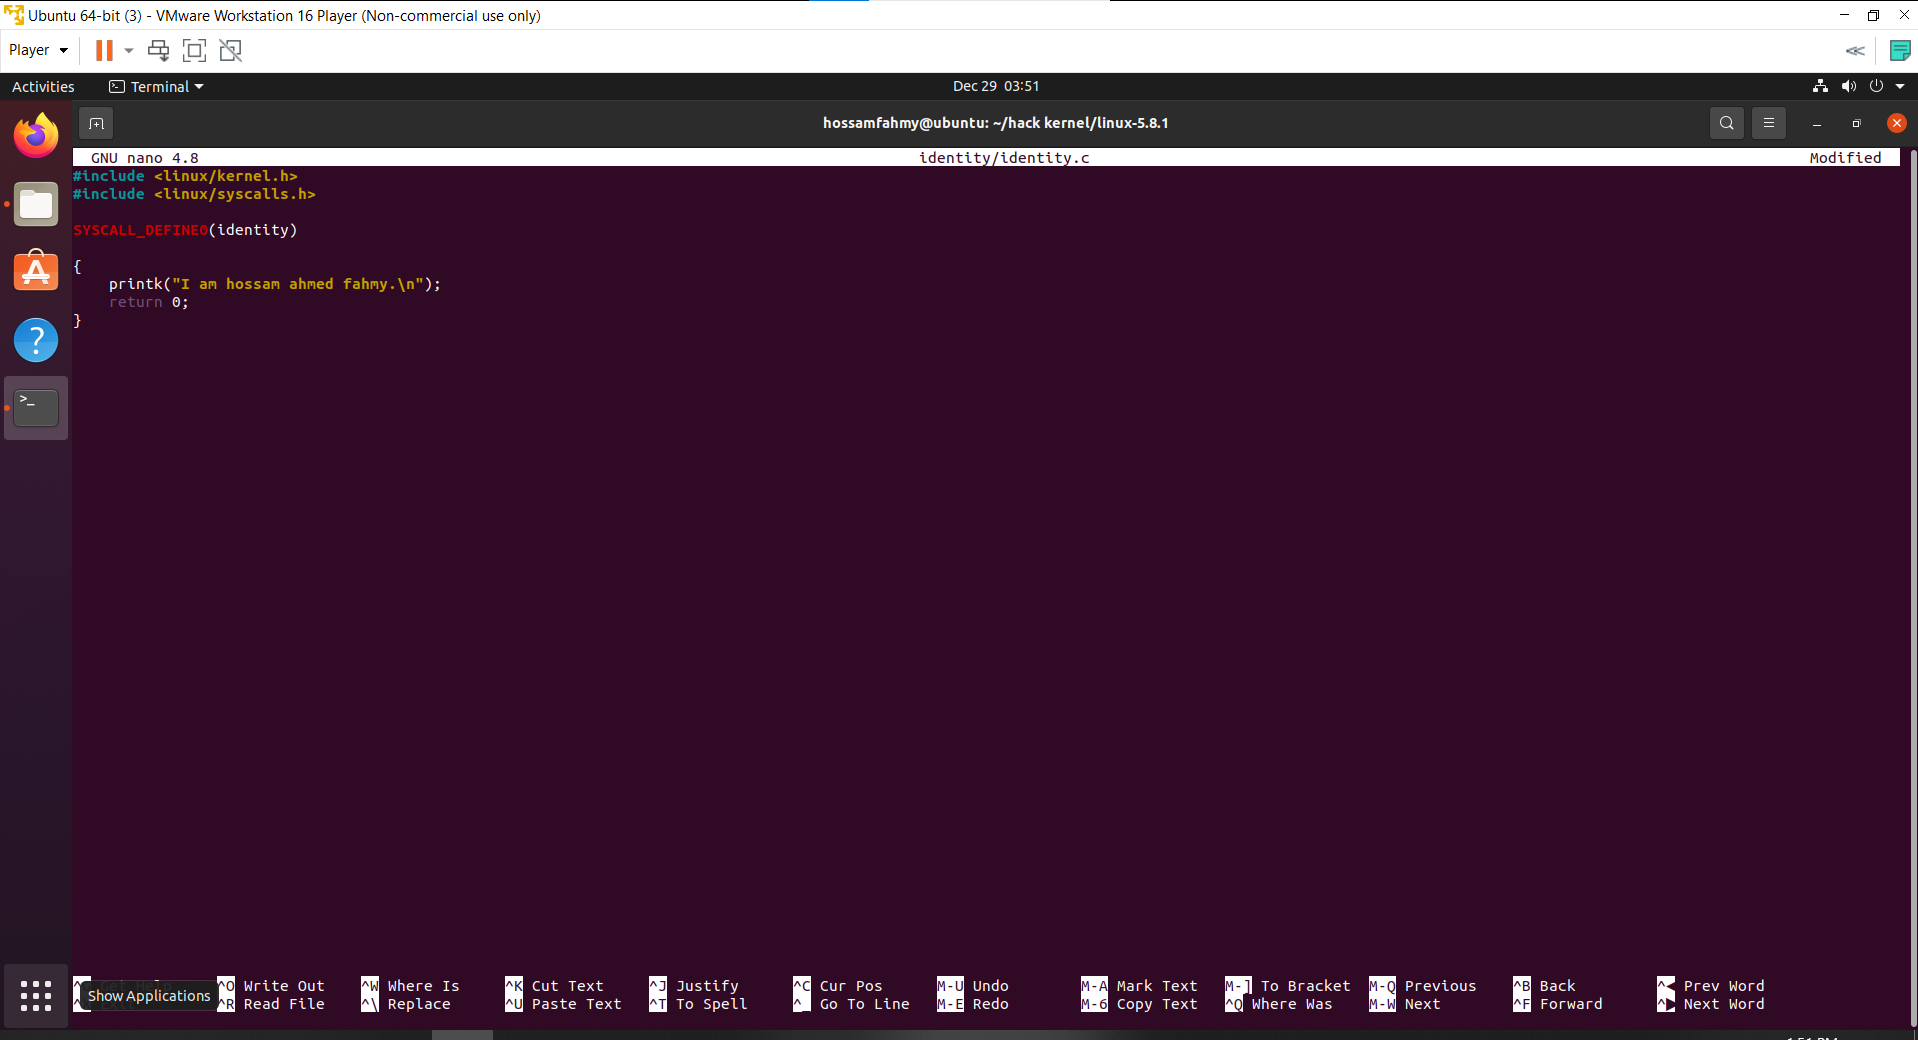 Ubuntu 64-bit (3) - VMware Workstation 16 Player (Non-commercial use only)
Player
Activities Terminal Dec 29 03:51
hossamfahmy@ubuntu: ~/hack kernel/linux-5.8.1
GNU nano 4.8 identity/identity.c Modified
#include <linux/kernel.h>
#include <linux/syscalls.h>
SYSCALL_DEFINE0(identity)
{
    printk("I am hossam ahmed fahmy.\n");
    return 0;
}
^O Write Out ^W Where Is ^K Cut Text ^J Justify ^C Cur Pos M-U Undo M-A Mark Text M-] To Bracket M-Q Previous ^B Back ^◀ Prev Word
Show Applications
^R Read File ^\ Replace ^U Paste Text ^T To Spell ^_ Go To Line M-E Redo M-6 Copy Text ^Q Where Was M-W Next ^F Forward ^▶ Next Word